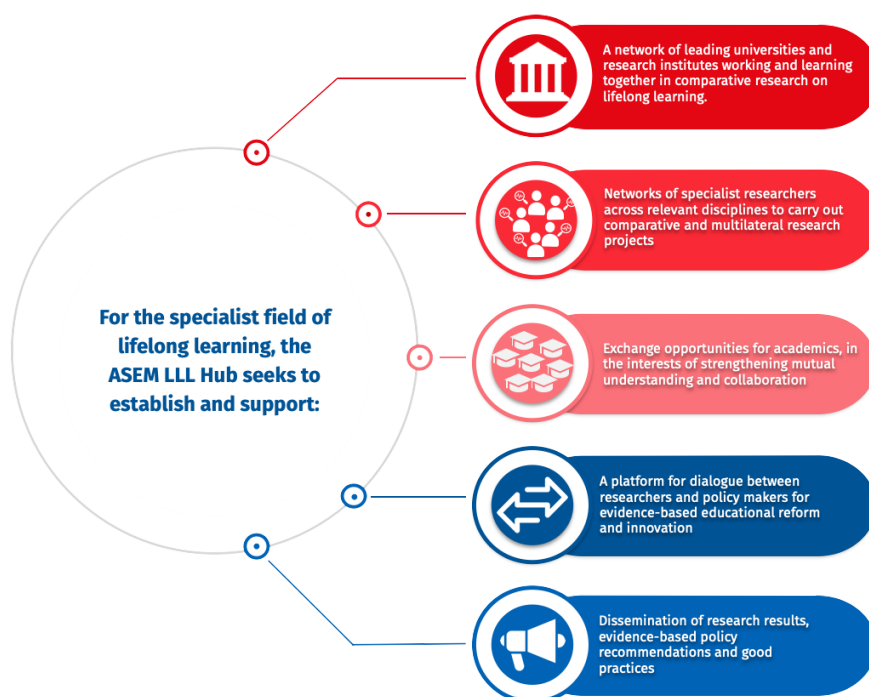 For the specialist field of
lifelong learning, the
ASEM LLL Hub seeks to
establish and support:
A network of leading universities and
research institutes working and learning
together in comparative research on
lifelong learning.
Networks of specialist researchers
across relevant disciplines to carry out
comparative and multilateral research
projects
Exchange opportunities for academics, in
the interests of strengthening mutual
understanding and collaboration
A platform for dialogue between
researchers and policy makers for
evidence-based educational reform
and innovation
Dissemination of research results,
evidence-based policy
recommendations and good
practices